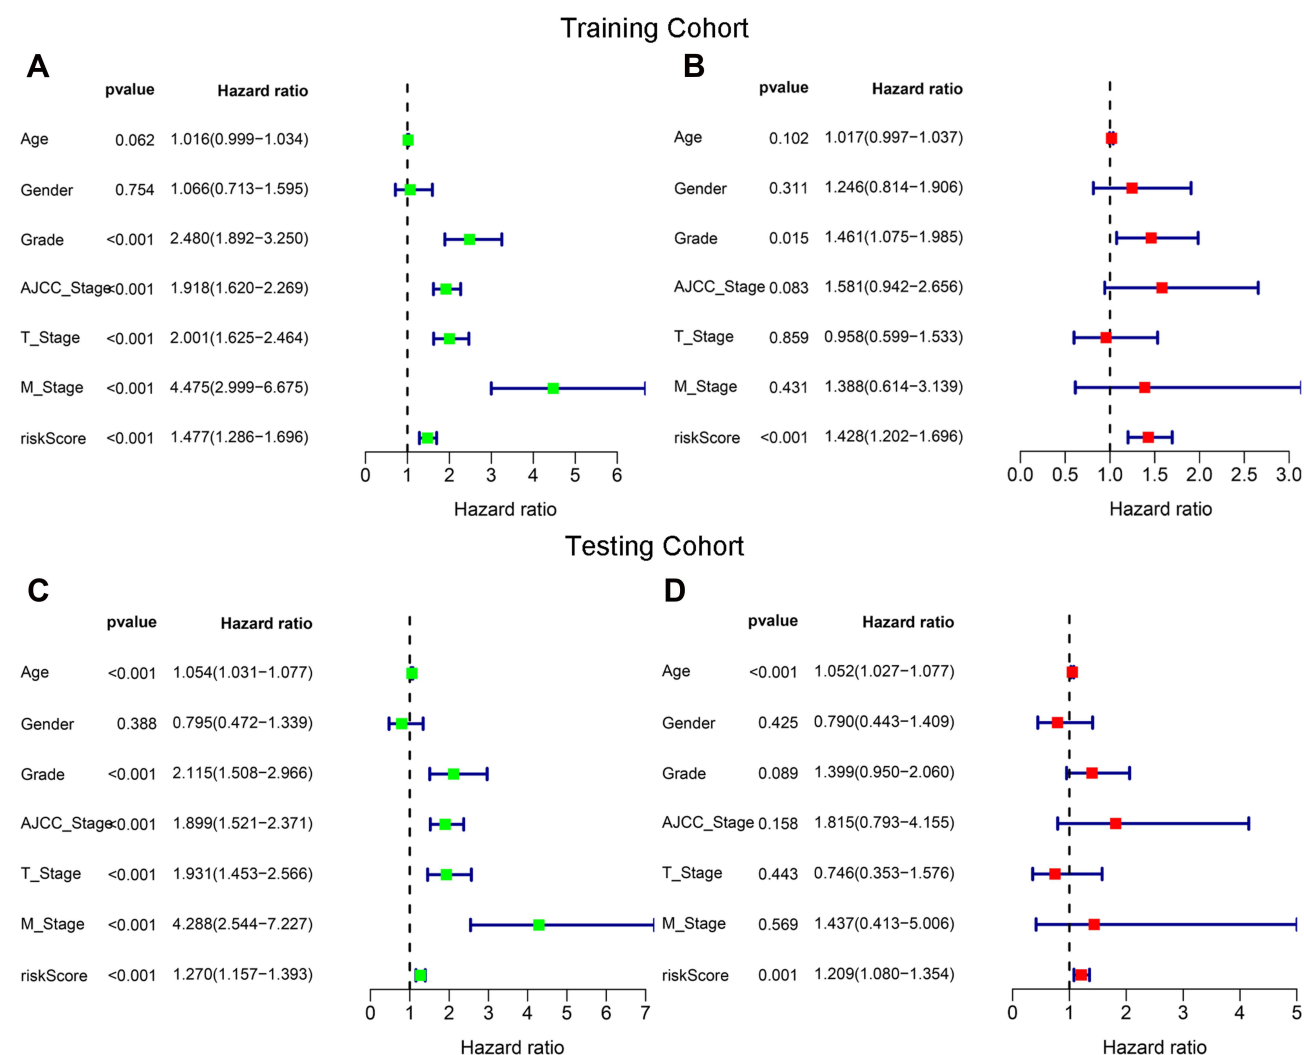 Training Cohort
A
pvalue Hazard ratio
Age 0.062 1.016(0.999−1.034)
Gender 0.754 1.066(0.713−1.595)
Grade <0.001 2.480(1.892−3.250)
AJCC_Stage <0.001 1.918(1.620−2.269)
T_Stage <0.001 2.001(1.625−2.464)
M_Stage <0.001 4.475(2.999−6.675)
riskScore <0.001 1.477(1.286−1.696)
0 1 2 3 4 5 6
Hazard ratio
B
pvalue Hazard ratio
Age 0.102 1.017(0.997−1.037)
Gender 0.311 1.246(0.814−1.906)
Grade 0.015 1.461(1.075−1.985)
AJCC_Stage 0.083 1.581(0.942−2.656)
T_Stage 0.859 0.958(0.599−1.533)
M_Stage 0.431 1.388(0.614−3.139)
riskScore <0.001 1.428(1.202−1.696)
0.0 0.5 1.0 1.5 2.0 2.5 3.0
Hazard ratio
Testing Cohort
C
pvalue Hazard ratio
Age <0.001 1.054(1.031−1.077)
Gender 0.388 0.795(0.472−1.339)
Grade <0.001 2.115(1.508−2.966)
AJCC_Stage <0.001 1.899(1.521−2.371)
T_Stage <0.001 1.931(1.453−2.566)
M_Stage <0.001 4.288(2.544−7.227)
riskScore <0.001 1.270(1.157−1.393)
0 1 2 3 4 5 6 7
Hazard ratio
D
pvalue Hazard ratio
Age <0.001 1.052(1.027−1.077)
Gender 0.425 0.790(0.443−1.409)
Grade 0.089 1.399(0.950−2.060)
AJCC_Stage 0.158 1.815(0.793−4.155)
T_Stage 0.443 0.746(0.353−1.576)
M_Stage 0.569 1.437(0.413−5.006)
riskScore 0.001 1.209(1.080−1.354)
0 1 2 3 4 5
Hazard ratio